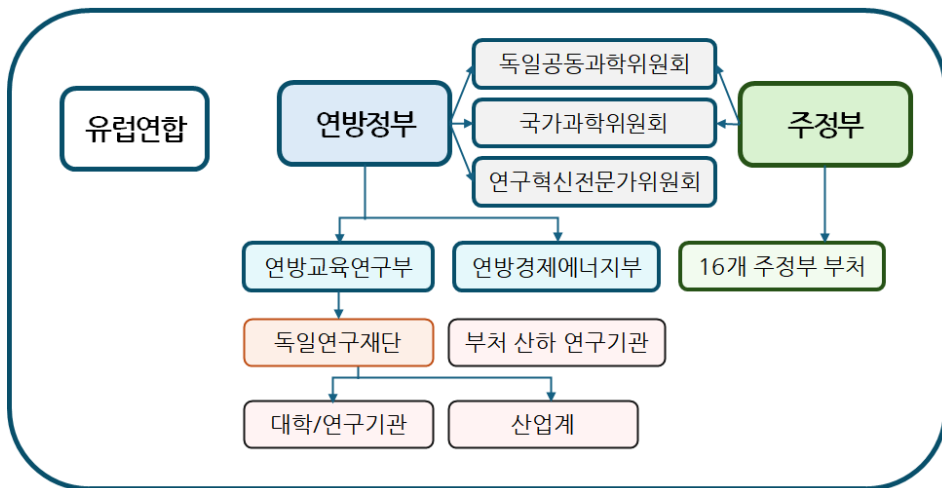 독일공동과학위원회
유럽연합
연방정부
국가과학위원회
주정부
연구혁신전문가위원회
연방교육연구부
연방경제에너지부
16개 주정부 부처
독일연구재단
부처 산하 연구기관
대학/연구기관
산업계